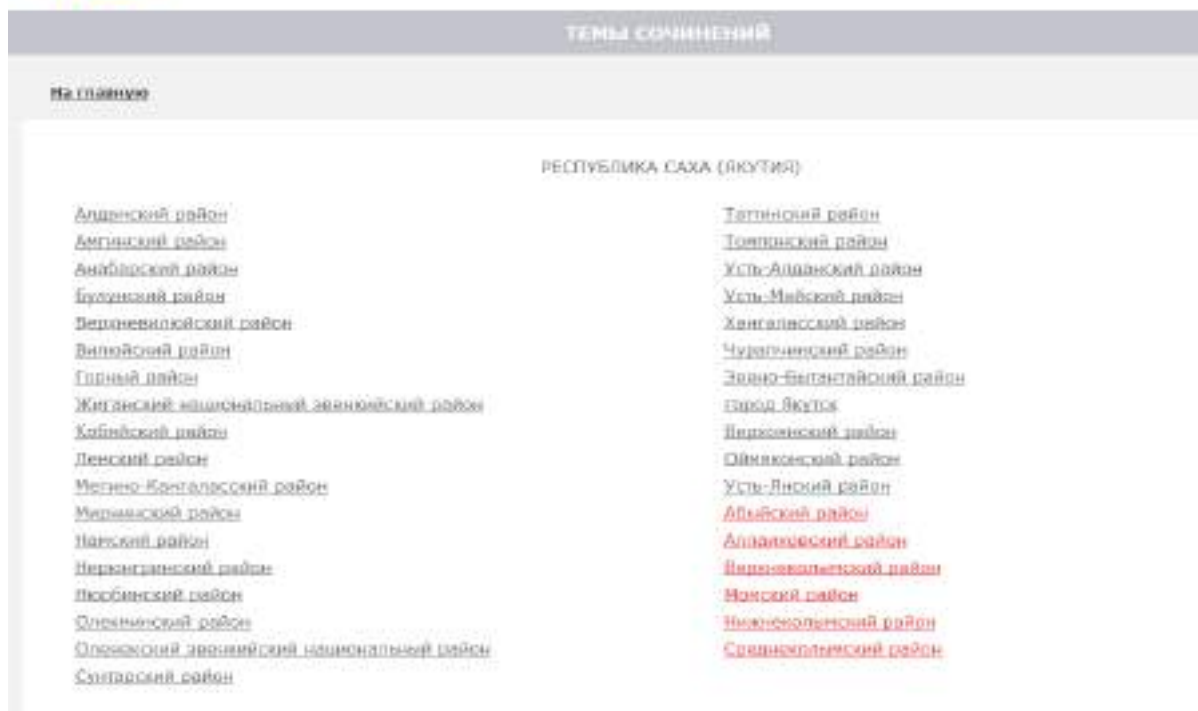 ТЕМЫ СОЧИНЕНИЙ
На главную
РЕСПУБЛИКА САХА (ЯКУТИЯ)
Алданский район
Амгинский район
Анабарский район
Булунский район
Верхневилюйский район
Вилюйский район
Горный район
Жиганский национальный эвенкийский район
Кобяйский район
Ленский район
Мегино-Кангаласский район
Мирнинский район
Намский район
Нерюнгринский район
Нюрбинский район
Олекминский район
Оленекский эвенкийский национальный район
Сунтарский район
Таттинский район
Томпонский район
Усть-Алданский район
Усть-Майский район
Хангаласский район
Чурапчинский район
Эвено-Бытантайский район
город Якутск
Верхоянский район
Оймяконский район
Усть-Янский район
Абыйский район
Аллаиховский район
Верхнеколымский район
Момский район
Нижнеколымский район
Среднеколымский район